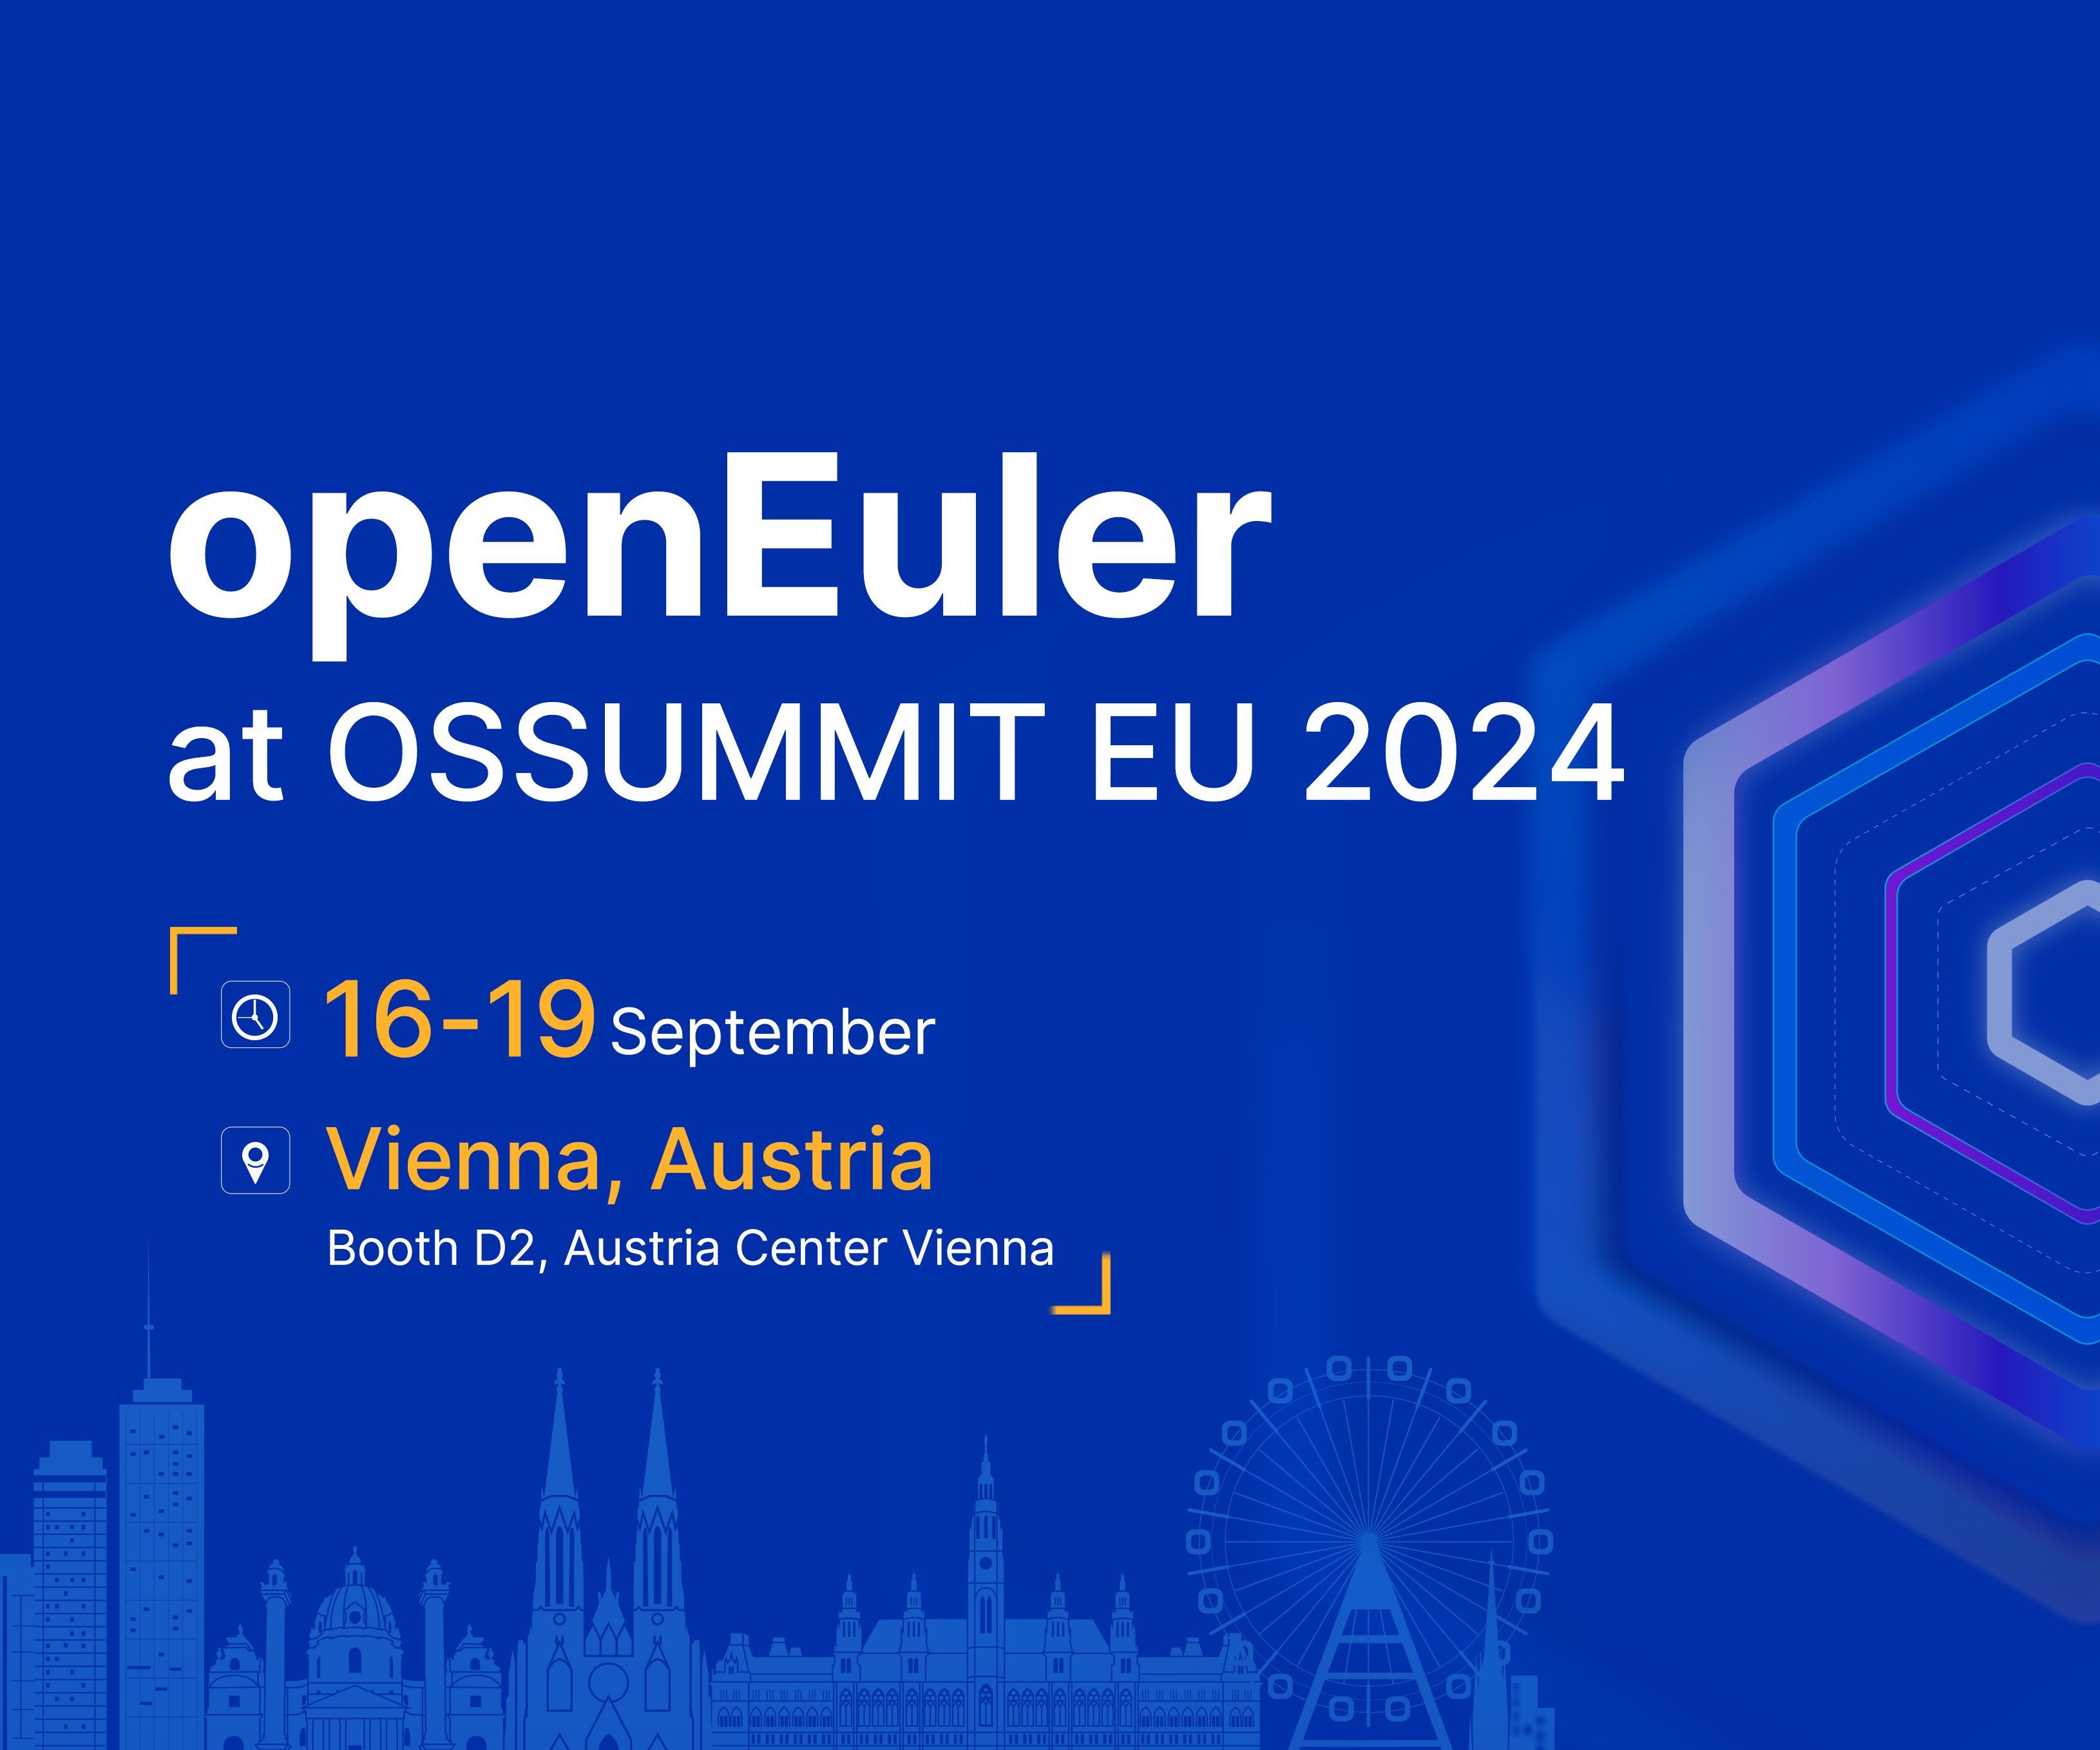 openEuler
at OSSUMMIT EU 2024
16-19 September
Vienna, Austria
Booth D2, Austria Center Vienna